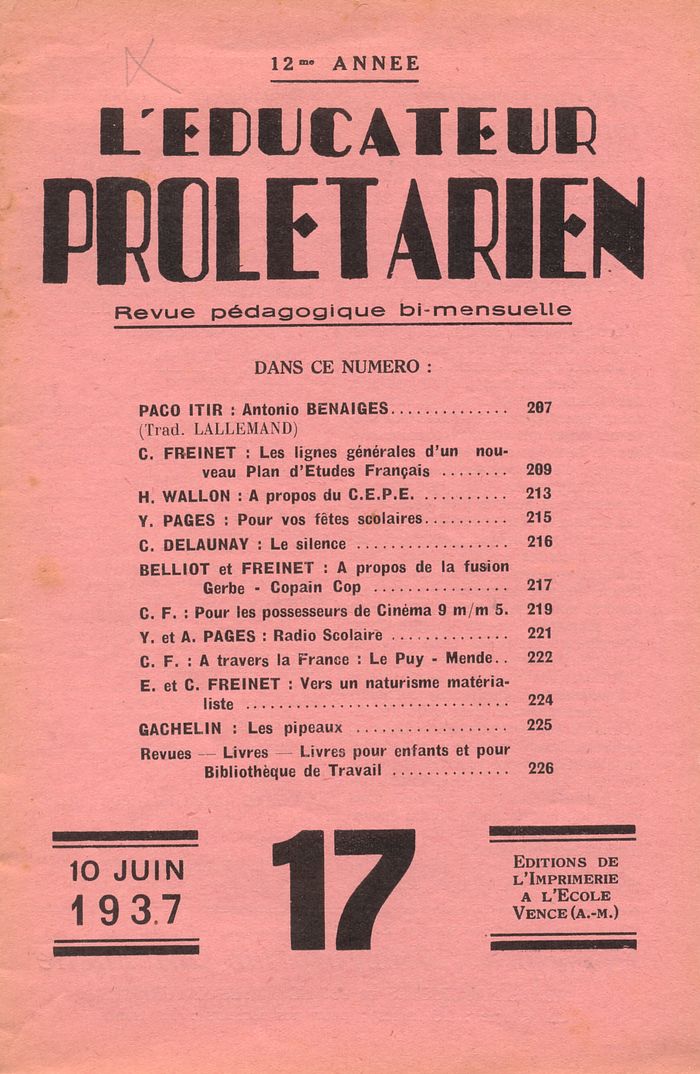 12me ANNEE
L'EDUCATEUR
PROLETARIEN
Revue pédagogique bi-mensuelle
DANS CE NUMERO :
PACO ITIR : Antonio BENAIGES.............. 207
(Trad. LALLEMAND)
C. FREINET : Les lignes générales d'un nou-
veau Plan d'Etudes Français ........ 209
H. WALLON : A propos du C.E.P.E. .......... 213
Y. PAGES : Pour vos fêtes scolaires.......... 215
C. DELAUNAY : Le silence .................. 216
BELLIOT et FREINET : A propos de la fusion
Gerbe - Copain Cop ................ 217
C. F. : Pour les possesseurs de Cinéma 9 m/m 5. 219
Y. et A. PAGES : Radio Scolaire .............. 221
C. F. : A travers la France : Le Puy - Mende.. 222
E. et C. FREINET : Vers un naturisme matéria-
liste ............................... 224
GACHELIN : Les pipeaux .................. 225
Revues — Livres — Livres pour enfants et pour
Bibliothèque de Travail .............. 226
10 JUIN
193.7
17
EDITIONS DE
L'IMPRIMERIE
A L'ECOLE
VENCE (A.-M.)